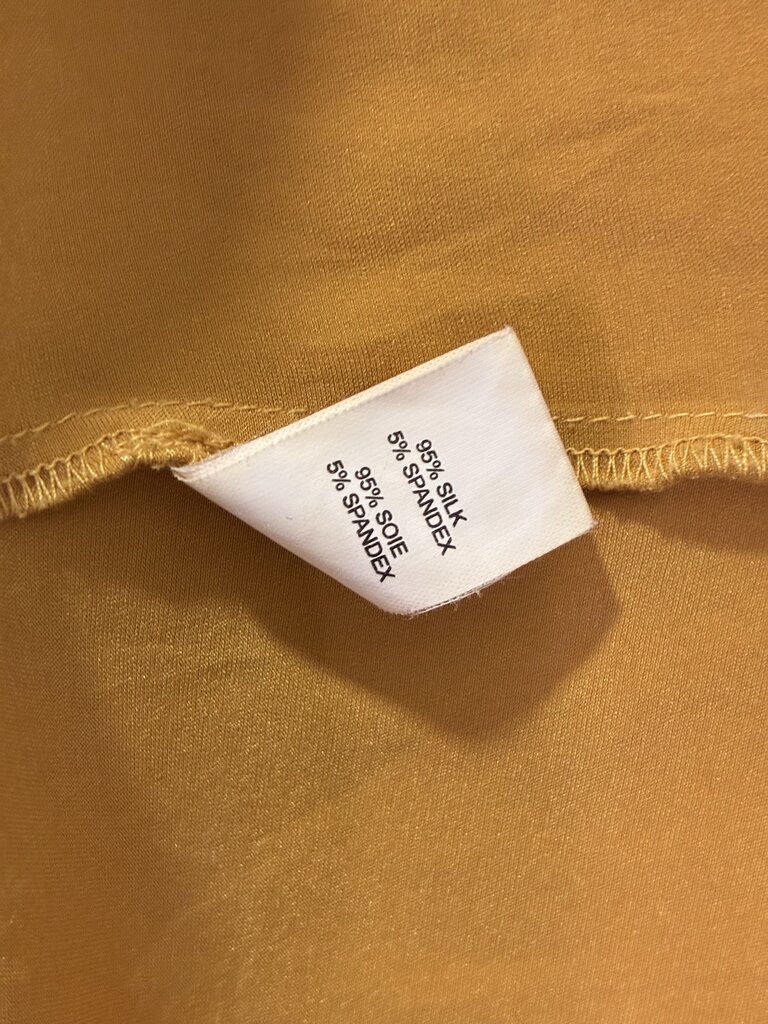 95% SILK
5% SPANDEX
95% SOIE
5% SPANDEX